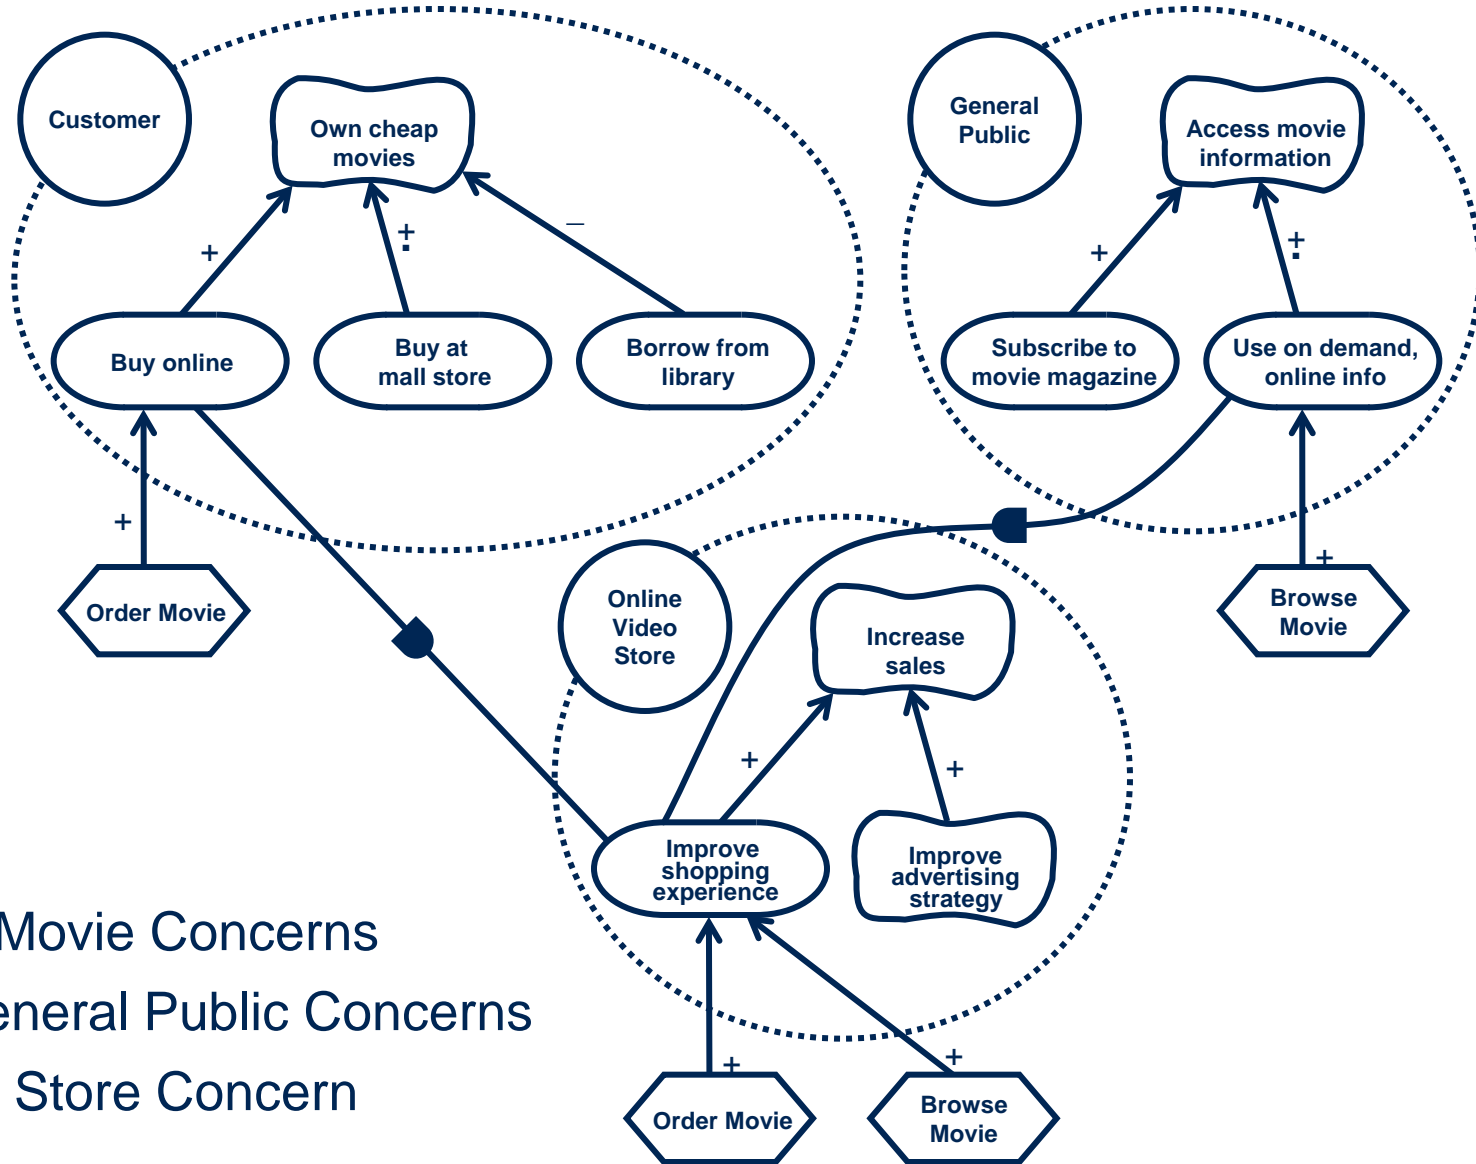 Customer
Own cheap
movies
General
Public
Access movie
information
+
+
–
+
+
Buy online
Buy at
mall store
Borrow from
library
Subscribe to
movie magazine
Use on demand,
online info
+
+
Order Movie
Online
Video
Store
Increase
sales
Browse
Movie
+
+
Improve
shopping
experience
Improve
advertising
strategy
Movie Concerns
eneral Public Concerns
Store Concern
+
+
Order Movie
Browse
Movie